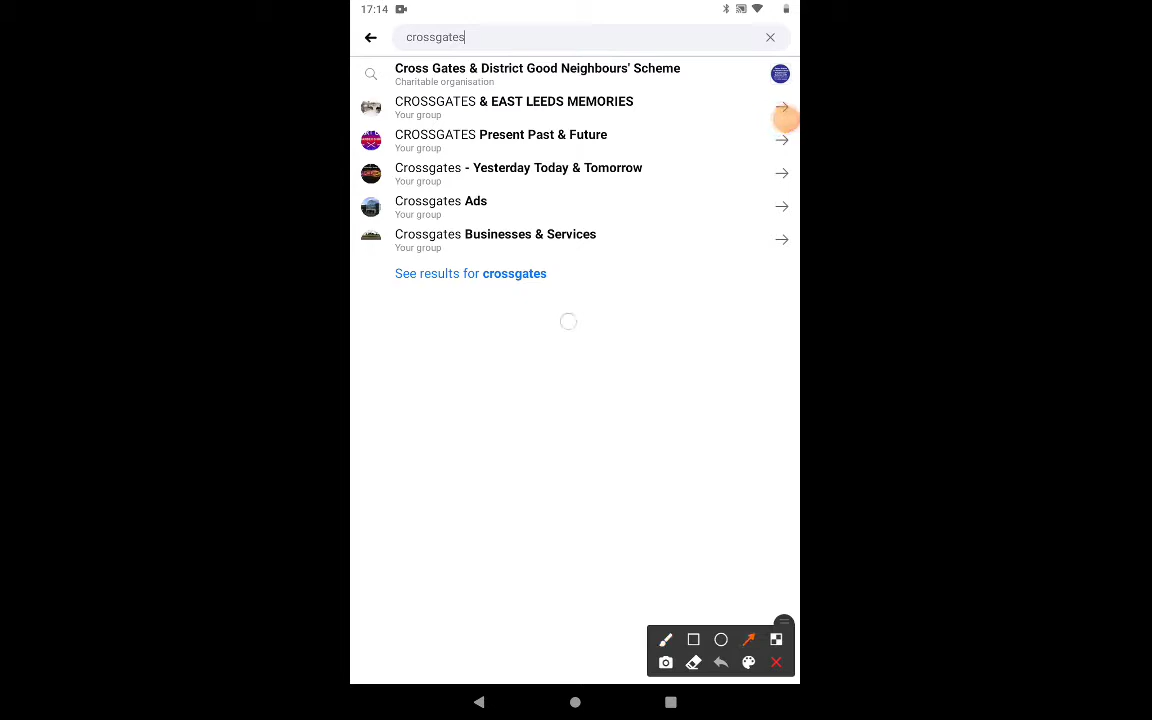 17:14
crossgates
Cross Gates & District Good Neighbours' Scheme
Charitable organisation
CROSSGATES & EAST LEEDS MEMORIES
Your group
CROSSGATES Present Past & Future
Your group
Crossgates - Yesterday Today & Tomorrow
Your group
Crossgates Ads
Your group
Crossgates Businesses & Services
Your group
See results for crossgates